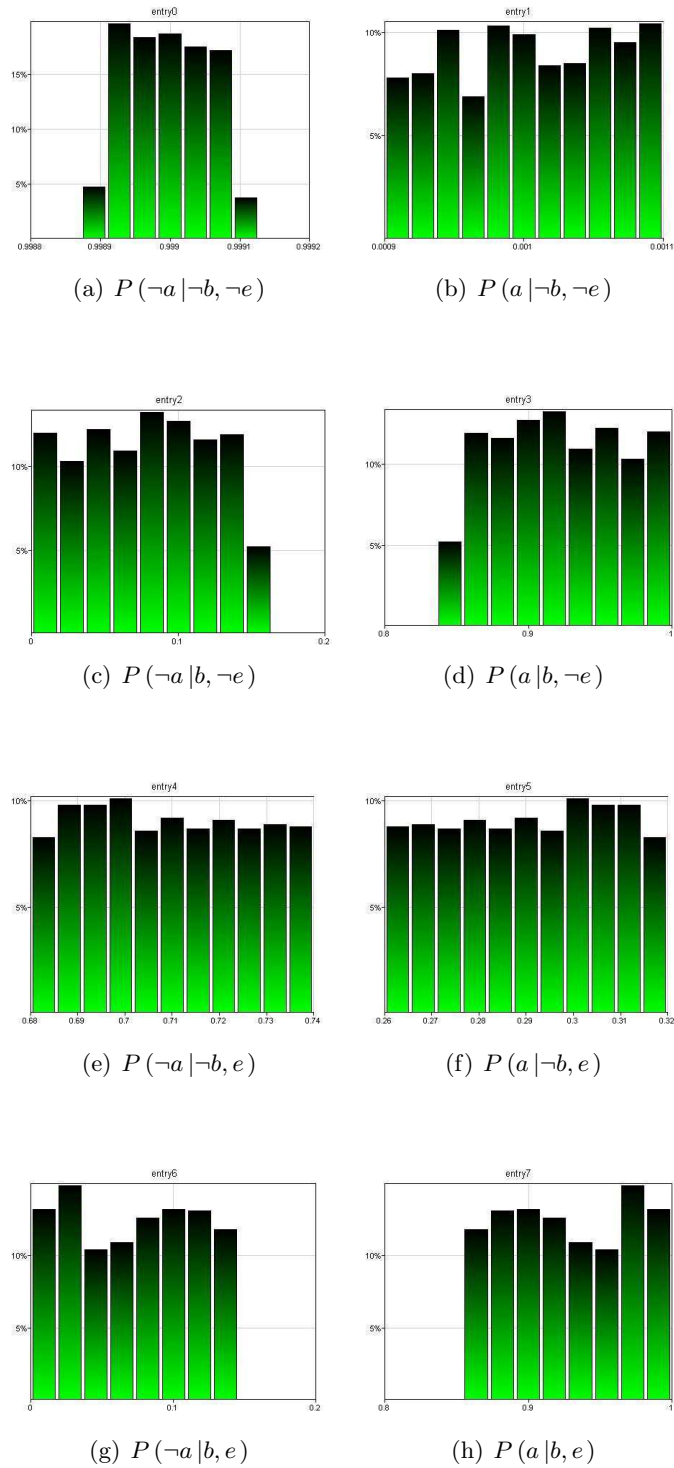 entry0
15%
10%
5%
0.9988 0.9989 0.999 0.9991 0.9992
(a) P (¬a |¬b, ¬e)
entry1
10%
5%
0.0009 0.001 0.0011
(b) P (a |¬b, ¬e)
entry2
10%
5%
0 0.1 0.2
(c) P (¬a |b, ¬e)
entry3
10%
5%
0.8 0.9 1
(d) P (a |b, ¬e)
entry4
10%
5%
0.68 0.69 0.7 0.71 0.72 0.73 0.74
(e) P (¬a |¬b, e)
entry5
10%
5%
0.26 0.27 0.28 0.29 0.3 0.31 0.32
(f) P (a |¬b, e)
entry6
10%
5%
0 0.1 0.2
(g) P (¬a |b, e)
entry7
10%
5%
0.8 0.9 1
(h) P (a |b, e)